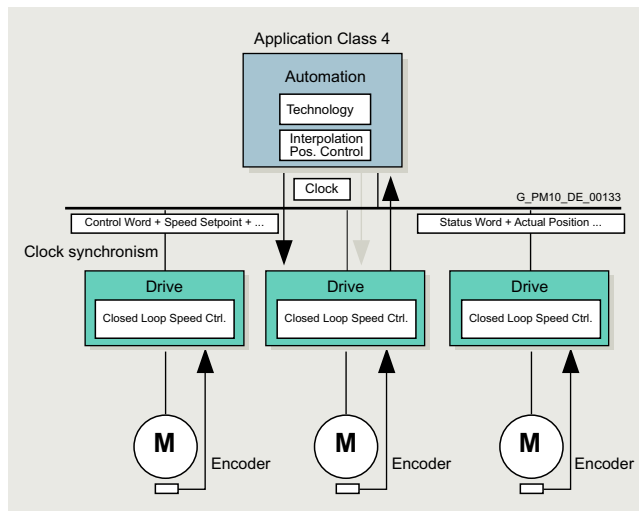 Application Class 4
Automation
Technology
Interpolation
Pos. Control
Clock
G_PM10_DE_00133
Control Word + Speed Setpoint + ...
Status Word + Actual Position ...
Clock synchronism
Drive
Drive
Drive
Closed Loop Speed Ctrl.
Closed Loop Speed Ctrl.
Closed Loop Speed Ctrl.
M
M
M
Encoder
Encoder
Encoder